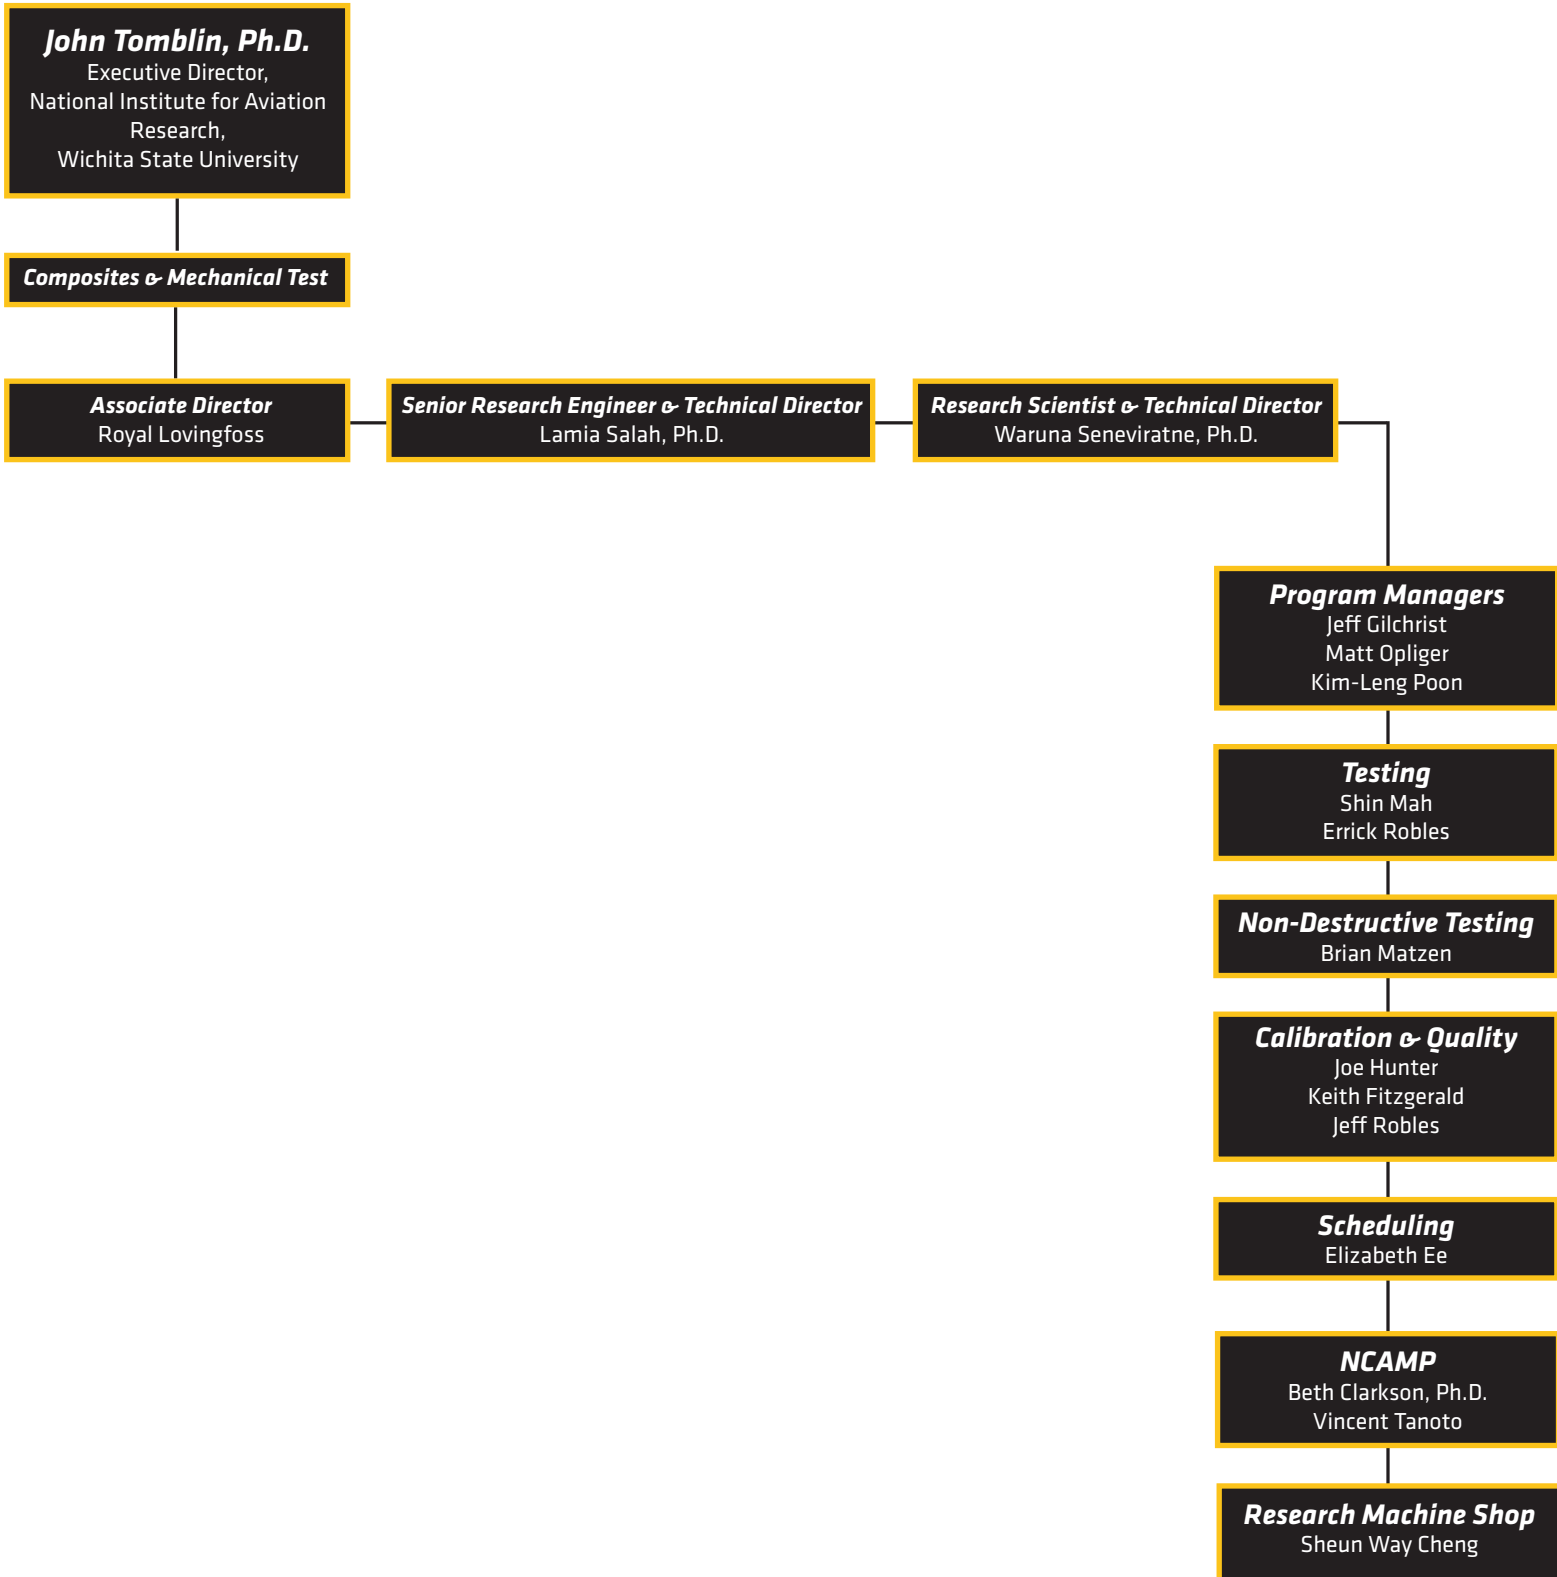 John Tomblin, Ph.D.
Executive Director,
National Institute for Aviation
Research,
Wichita State University
Composites & Mechanical Test
Associate Director
Royal Lovingfoss
Senior Research Engineer & Technical Director
Lamia Salah, Ph.D.
Research Scientist & Technical Director
Waruna Seneviratne, Ph.D.
Program Managers
Jeff Gilchrist
Matt Opliger
Kim-Leng Poon
Testing
Shin Mah
Errick Robles
Non-Destructive Testing
Brian Matzen
Calibration & Quality
Joe Hunter
Keith Fitzgerald
Jeff Robles
Scheduling
Elizabeth Ee
NCAMP
Beth Clarkson, Ph.D.
Vincent Tanoto
Research Machine Shop
Sheun Way Cheng